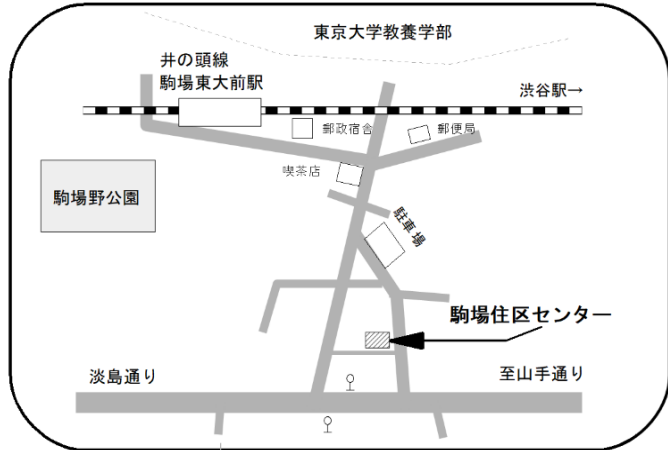 東京大学教養学部
井の頭線
駒場東大前駅
渋谷駅→
郵政宿舎
郵便局
喫茶店
駒場野公園
駐車場
駒場住区センター
淡島通り
至山手通り